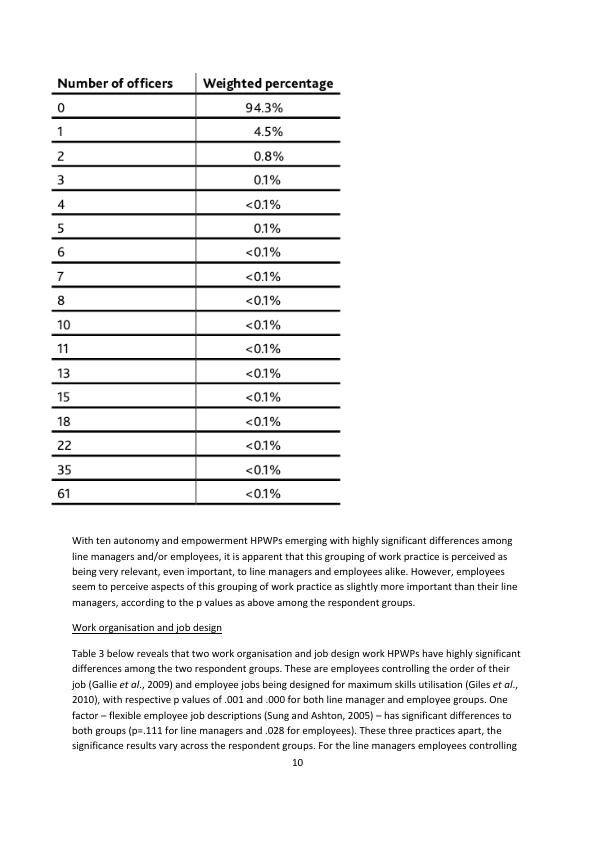 Number of officers Weighted percentage
0 94.3%
1 4.5%
2 0.8%
3 0.1%
4 <0.1%
5 0.1%
6 <0.1%
7 <0.1%
8 <0.1%
10 <0.1%
11 <0.1%
13 <0.1%
15 <0.1%
18 <0.1%
22 <0.1%
35 <0.1%
61 <0.1%
With ten autonomy and empowerment HPWPs emerging with highly significant differences among
line managers and/or employees, it is apparent that this grouping of work practice is perceived as
being very relevant, even important, to line managers and employees alike. However, employees
seem to perceive aspects of this grouping of work practice as slightly more important than their line
managers, according to the p values as above among the respondent groups.
Work organisation and job design
Table 3 below reveals that two work organisation and job design work HPWPs have highly significant
differences among the two respondent groups. These are employees controlling the order of their
job (Gallie et al., 2009) and employee jobs being designed for maximum skills utilisation (Giles et al.,
2010), with respective p values of .001 and .000 for both line manager and employee groups. One
factor – flexible employee job descriptions (Sung and Ashton, 2005) – has significant differences to
both groups (p=.111 for line managers and .028 for employees). These three practices apart, the
significance results vary across the respondent groups. For the line managers employees controlling
10